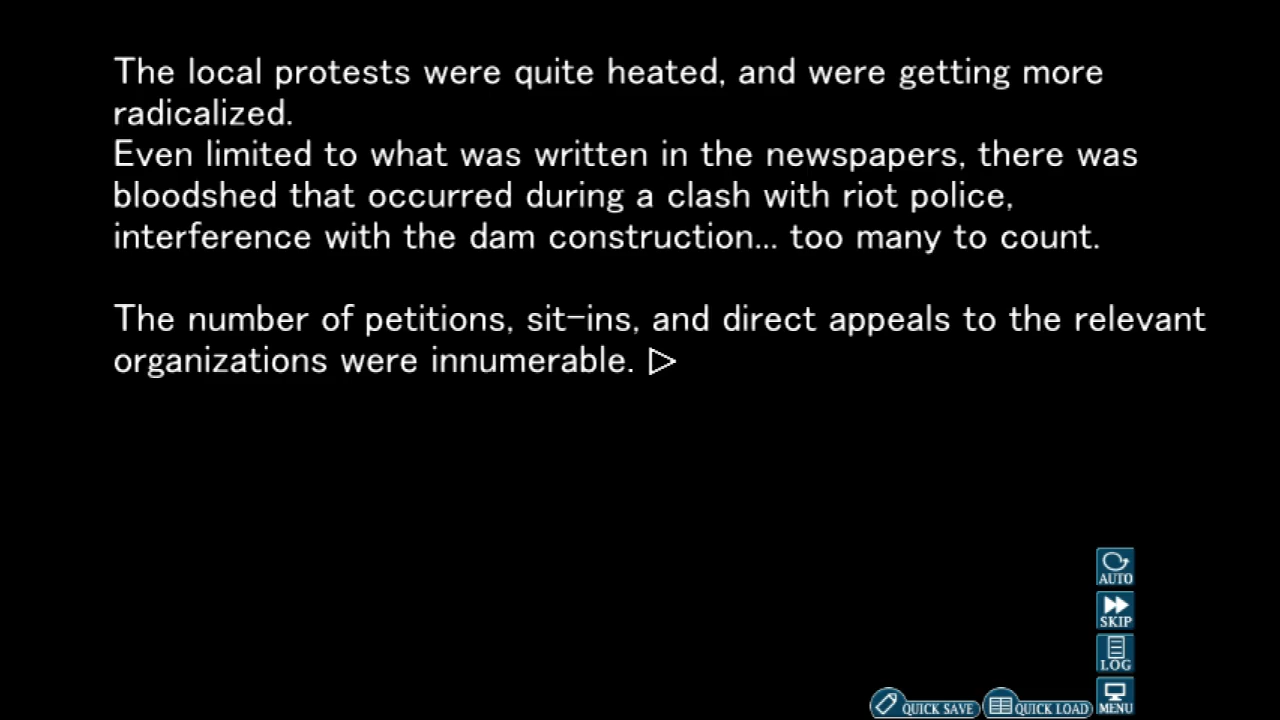 The local protests were quite heated, and were getting more
radicalized.
Even limited to what was written in the newspapers, there was
bloodshed that occurred during a clash with riot police,
interference with the dam construction... too many to count.
The number of petitions, sit-ins, and direct appeals to the relevant
organizations were innumerable.
AUTO
SKIP
LOG
QUICK SAVE QUICK LOAD MENU